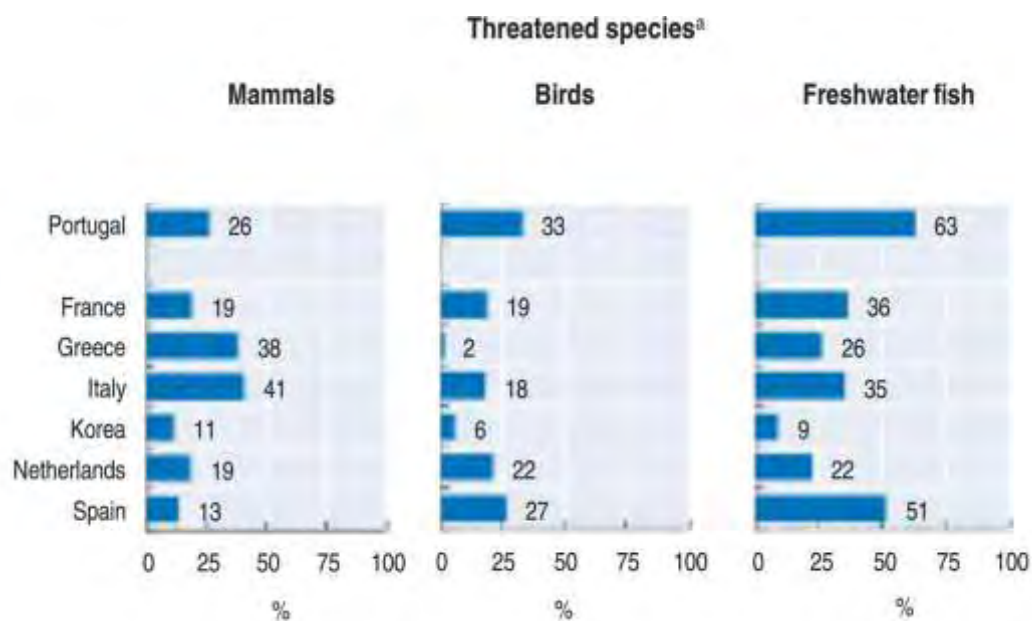 Threatened speciesᵃ
Mammals Birds Freshwater fish
Portugal 26 33 63
France 19 19 36
Greece 38 2 26
Italy 41 18 35
Korea 11 6 9
Netherlands 19 22 22
Spain 13 27 51
0 25 50 75 100 0 25 50 75 100 0 25 50 75 100
% % %